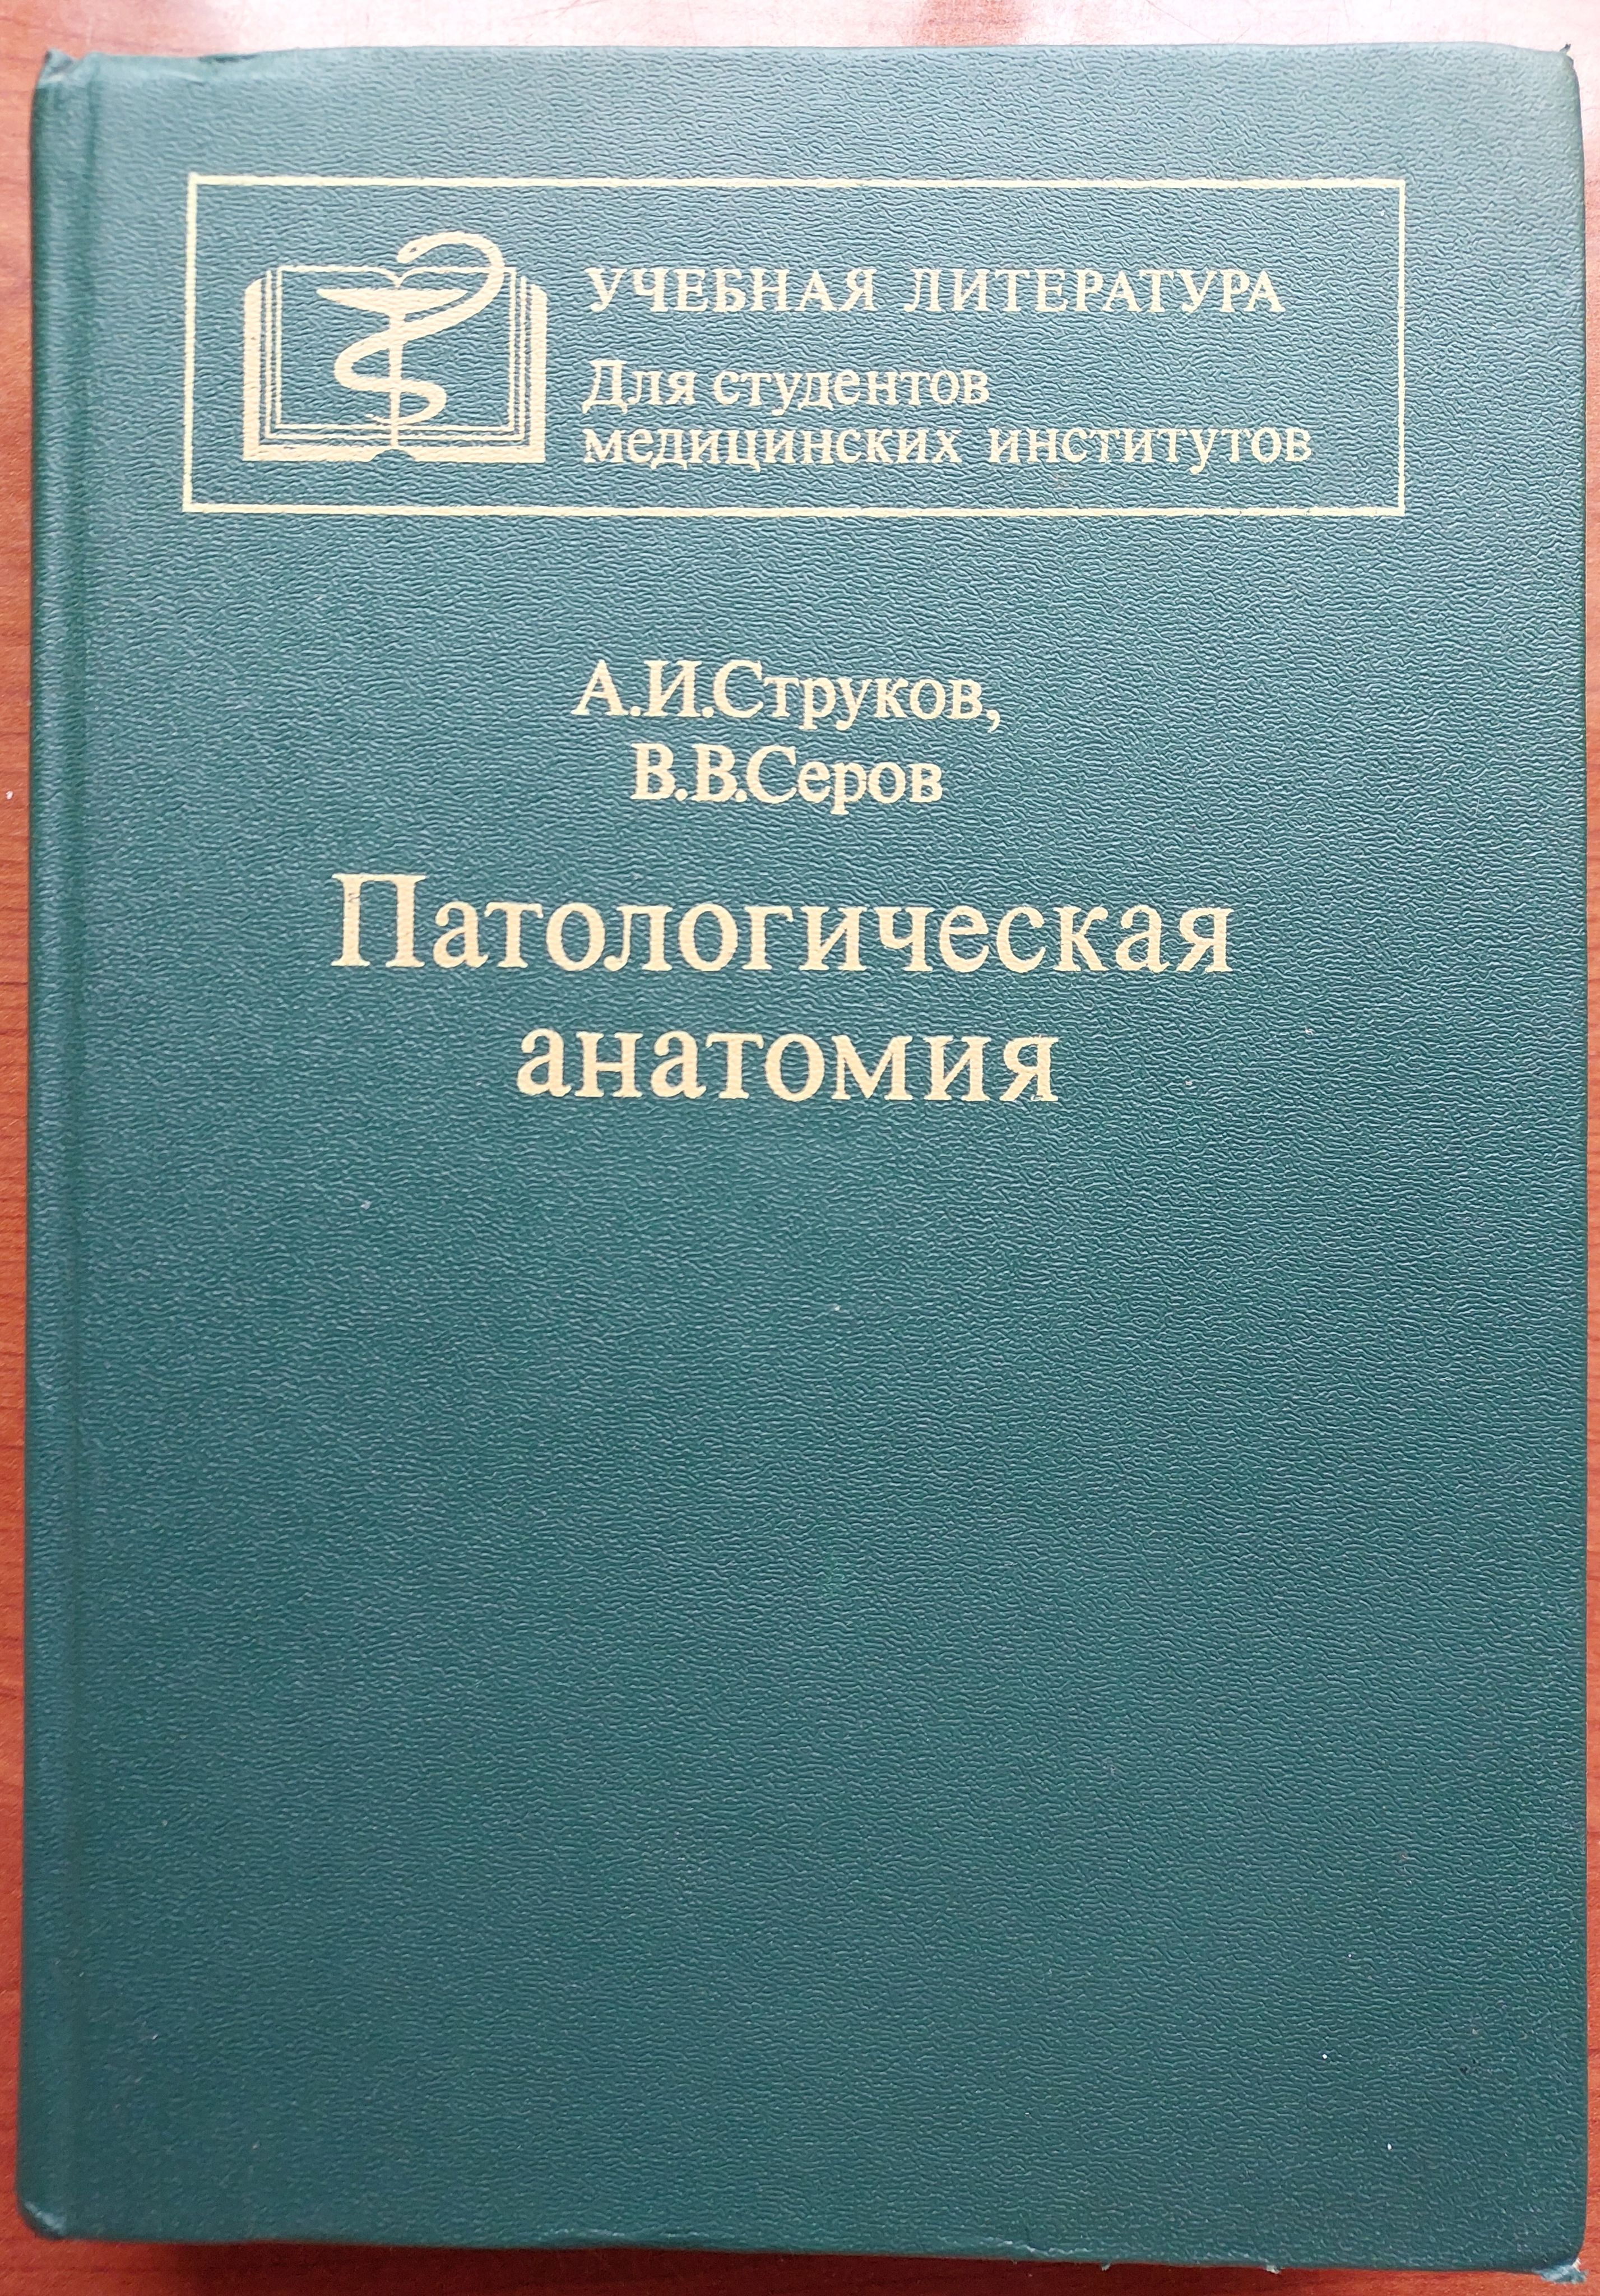 УЧЕБНАЯ ЛИТЕРАТУРА
Для студентов
медицинских институтов
А.И.Струков,
В.В.Серов
Патологическая
анатомия